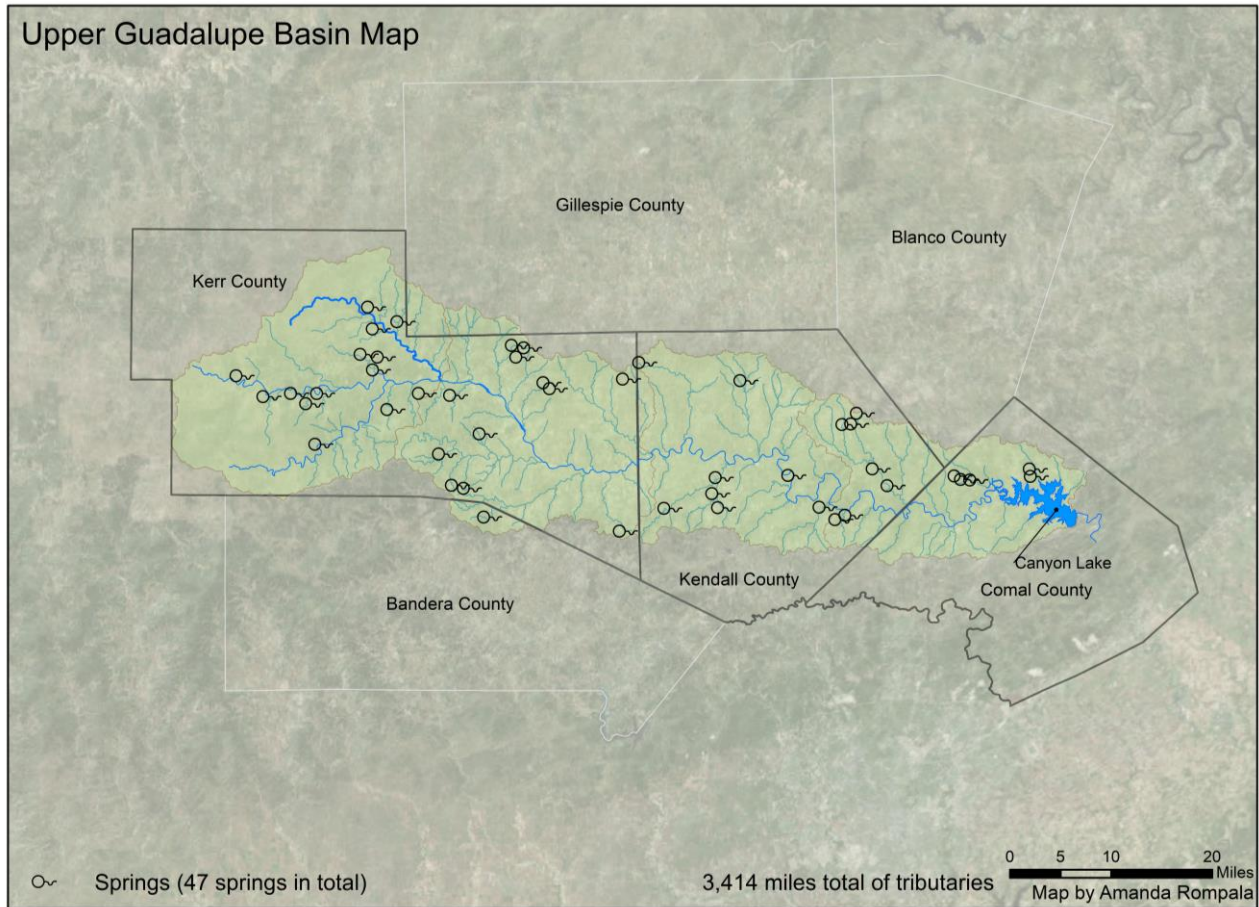 Upper Guadalupe Basin Map
Gillespie County
Blanco County
Kerr County
Canyon Lake
Kendall County
Comal County
Bandera County
0 5 10 20
Miles
Springs (47 springs in total)
3,414 miles total of tributaries
Map by Amanda Rompala